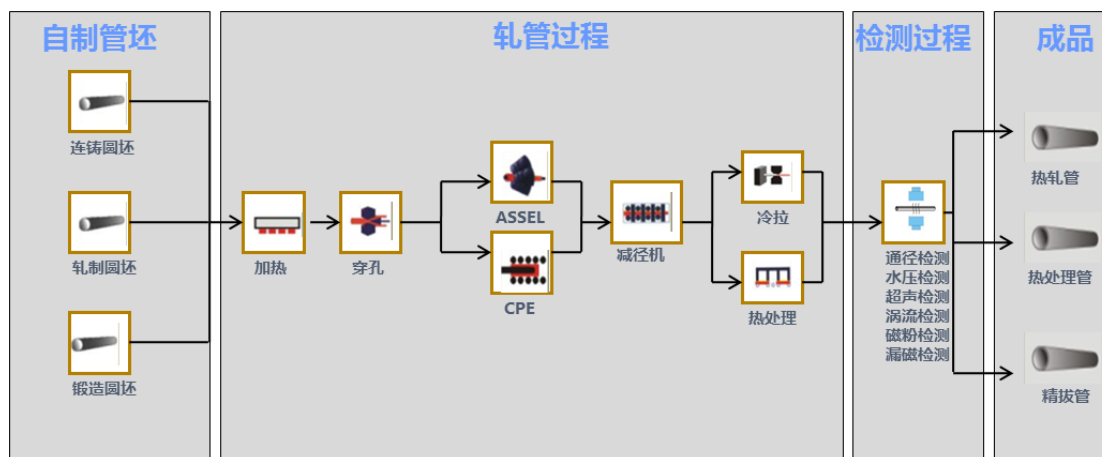 自制管坯
连铸圆坯
轧制圆坯
锻造圆坯
轧管过程
加热
穿孔
ASSEL
CPE
减径机
冷拉
热处理
检测过程
通径检测
水压检测
超声检测
涡流检测
磁粉检测
漏磁检测
成品
热轧管
热处理管
精拔管